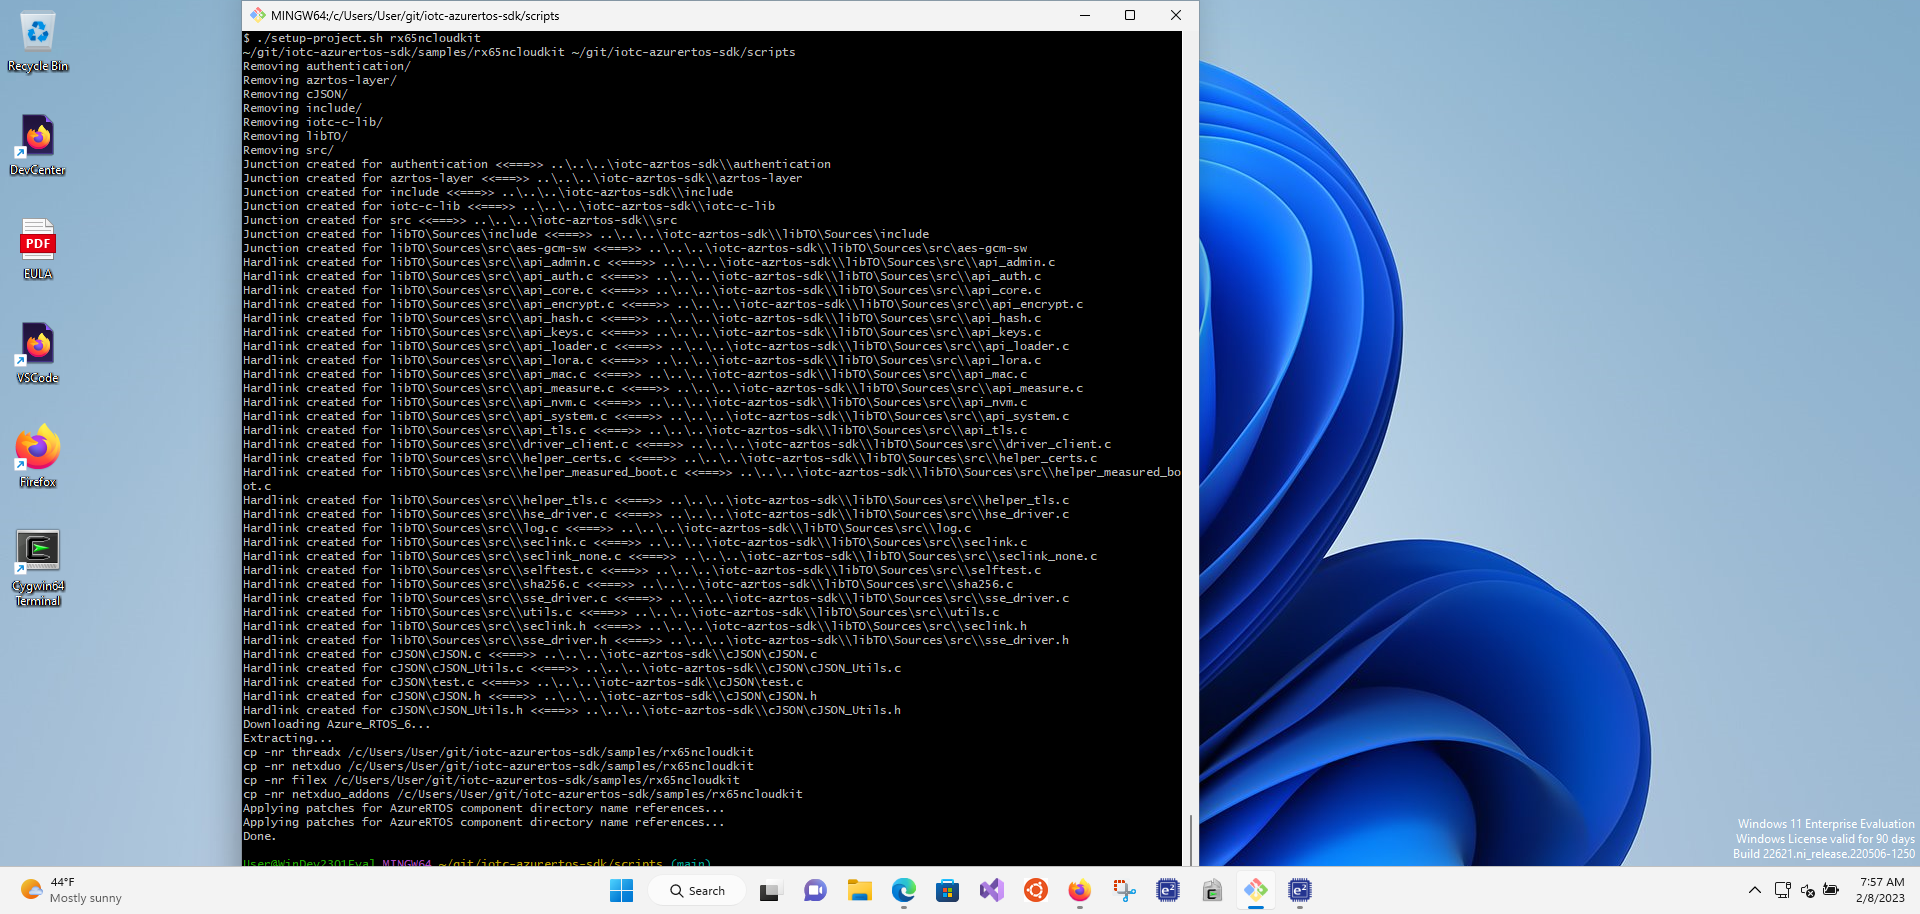 Recycle Bin
DevCenter
PDF
EULA
VSCode
Firefox
Cygwin64
Terminal
MINGW64:/c/Users/User/git/iotc-azurertos-sdk/scripts
$ ./setup-project.sh rx65ncloudkit
~/git/iotc-azurertos-sdk/samples/rx65ncloudkit ~/git/iotc-azurertos-sdk/scripts
Removing authentication/
Removing azrtos-layer/
Removing cJSON/
Removing include/
Removing iotc-c-lib/
Removing libTO/
Removing src/
Junction created for authentication <<===>> ..\..\..\iotc-azrtos-sdk\\authentication
Junction created for azrtos-layer <<===>> ..\..\..\iotc-azrtos-sdk\\azrtos-layer
Junction created for include <<===>> ..\..\..\iotc-azrtos-sdk\\include
Junction created for iotc-c-lib <<===>> ..\..\..\iotc-azrtos-sdk\\iotc-c-lib
Junction created for src <<===>> ..\..\..\iotc-azrtos-sdk\\src
Junction created for libTO\Sources\include <<===>> ..\..\..\iotc-azrtos-sdk\\libTO\Sources\include
Junction created for libTO\Sources\src\aes-gcm-sw <<===>> ..\..\..\iotc-azrtos-sdk\\libTO\Sources\src\aes-gcm-sw
Hardlink created for libTO\Sources\src\\api_admin.c <<===>> ..\..\..\iotc-azrtos-sdk\\libTO\Sources\src\\api_admin.c
Hardlink created for libTO\Sources\src\\api_auth.c <<===>> ..\..\..\iotc-azrtos-sdk\\libTO\Sources\src\\api_auth.c
Hardlink created for libTO\Sources\src\\api_core.c <<===>> ..\..\..\iotc-azrtos-sdk\\libTO\Sources\src\\api_core.c
Hardlink created for libTO\Sources\src\\api_encrypt.c <<===>> ..\..\..\iotc-azrtos-sdk\\libTO\Sources\src\\api_encrypt.c
Hardlink created for libTO\Sources\src\\api_hash.c <<===>> ..\..\..\iotc-azrtos-sdk\\libTO\Sources\src\\api_hash.c
Hardlink created for libTO\Sources\src\\api_keys.c <<===>> ..\..\..\iotc-azrtos-sdk\\libTO\Sources\src\\api_keys.c
Hardlink created for libTO\Sources\src\\api_loader.c <<===>> ..\..\..\iotc-azrtos-sdk\\libTO\Sources\src\\api_loader.c
Hardlink created for libTO\Sources\src\\api_lora.c <<===>> ..\..\..\iotc-azrtos-sdk\\libTO\Sources\src\\api_lora.c
Hardlink created for libTO\Sources\src\\api_mac.c <<===>> ..\..\..\iotc-azrtos-sdk\\libTO\Sources\src\\api_mac.c
Hardlink created for libTO\Sources\src\\api_measure.c <<===>> ..\..\..\iotc-azrtos-sdk\\libTO\Sources\src\\api_measure.c
Hardlink created for libTO\Sources\src\\api_nvm.c <<===>> ..\..\..\iotc-azrtos-sdk\\libTO\Sources\src\\api_nvm.c
Hardlink created for libTO\Sources\src\\api_system.c <<===>> ..\..\..\iotc-azrtos-sdk\\libTO\Sources\src\\api_system.c
Hardlink created for libTO\Sources\src\\api_tls.c <<===>> ..\..\..\iotc-azrtos-sdk\\libTO\Sources\src\\api_tls.c
Hardlink created for libTO\Sources\src\\driver_client.c <<===>> ..\..\..\iotc-azrtos-sdk\\libTO\Sources\src\\driver_client.c
Hardlink created for libTO\Sources\src\\helper_certs.c <<===>> ..\..\..\iotc-azrtos-sdk\\libTO\Sources\src\\helper_certs.c
Hardlink created for libTO\Sources\src\\helper_measured_boot.c <<===>> ..\..\..\iotc-azrtos-sdk\\libTO\Sources\src\\helper_measured_bo
ot.c
Hardlink created for libTO\Sources\src\\helper_tls.c <<===>> ..\..\..\iotc-azrtos-sdk\\libTO\Sources\src\\helper_tls.c
Hardlink created for libTO\Sources\src\\hse_driver.c <<===>> ..\..\..\iotc-azrtos-sdk\\libTO\Sources\src\\hse_driver.c
Hardlink created for libTO\Sources\src\\log.c <<===>> ..\..\..\iotc-azrtos-sdk\\libTO\Sources\src\\log.c
Hardlink created for libTO\Sources\src\\seclink.c <<===>> ..\..\..\iotc-azrtos-sdk\\libTO\Sources\src\\seclink.c
Hardlink created for libTO\Sources\src\\seclink_none.c <<===>> ..\..\..\iotc-azrtos-sdk\\libTO\Sources\src\\seclink_none.c
Hardlink created for libTO\Sources\src\\selftest.c <<===>> ..\..\..\iotc-azrtos-sdk\\libTO\Sources\src\\selftest.c
Hardlink created for libTO\Sources\src\\sha256.c <<===>> ..\..\..\iotc-azrtos-sdk\\libTO\Sources\src\\sha256.c
Hardlink created for libTO\Sources\src\\sse_driver.c <<===>> ..\..\..\iotc-azrtos-sdk\\libTO\Sources\src\\sse_driver.c
Hardlink created for libTO\Sources\src\\utils.c <<===>> ..\..\..\iotc-azrtos-sdk\\libTO\Sources\src\\utils.c
Hardlink created for libTO\Sources\src\\seclink.h <<===>> ..\..\..\iotc-azrtos-sdk\\libTO\Sources\src\\seclink.h
Hardlink created for libTO\Sources\src\\sse_driver.h <<===>> ..\..\..\iotc-azrtos-sdk\\libTO\Sources\src\\sse_driver.h
Hardlink created for cJSON\cJSON.c <<===>> ..\..\..\iotc-azrtos-sdk\\cJSON\cJSON.c
Hardlink created for cJSON\cJSON_Utils.c <<===>> ..\..\..\iotc-azrtos-sdk\\cJSON\cJSON_Utils.c
Hardlink created for cJSON\test.c <<===>> ..\..\..\iotc-azrtos-sdk\\cJSON\test.c
Hardlink created for cJSON\cJSON.h <<===>> ..\..\..\iotc-azrtos-sdk\\cJSON\cJSON.h
Hardlink created for cJSON\cJSON_Utils.h <<===>> ..\..\..\iotc-azrtos-sdk\\cJSON\cJSON_Utils.h
Downloading Azure_RTOS_6...
Extracting...
cp -nr threadx /c/Users/User/git/iotc-azurertos-sdk/samples/rx65ncloudkit
cp -nr netxduo /c/Users/User/git/iotc-azurertos-sdk/samples/rx65ncloudkit
cp -nr filex /c/Users/User/git/iotc-azurertos-sdk/samples/rx65ncloudkit
cp -nr netxduo_addons /c/Users/User/git/iotc-azurertos-sdk/samples/rx65ncloudkit
Applying patches for AzureRTOS component directory name references...
Applying patches for AzureRTOS component directory name references...
Done.
User@WinDev2301Eval MINGW64 ~/git/iotc-azurertos-sdk/scripts (main)
Windows 11 Enterprise Evaluation
Windows License valid for 90 days
Build 22621.ni_release.220506-1250
44°F
Mostly sunny
Search
e²
C
e²
7:57 AM
2/8/2023